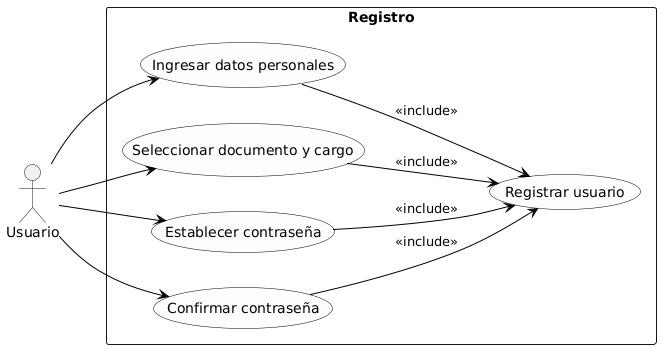 Registro
Ingresar datos personales
«include»
Seleccionar documento y cargo
«include»
Registrar usuario
«include»
Establecer contraseña
Usuario
«include»
Confirmar contraseña